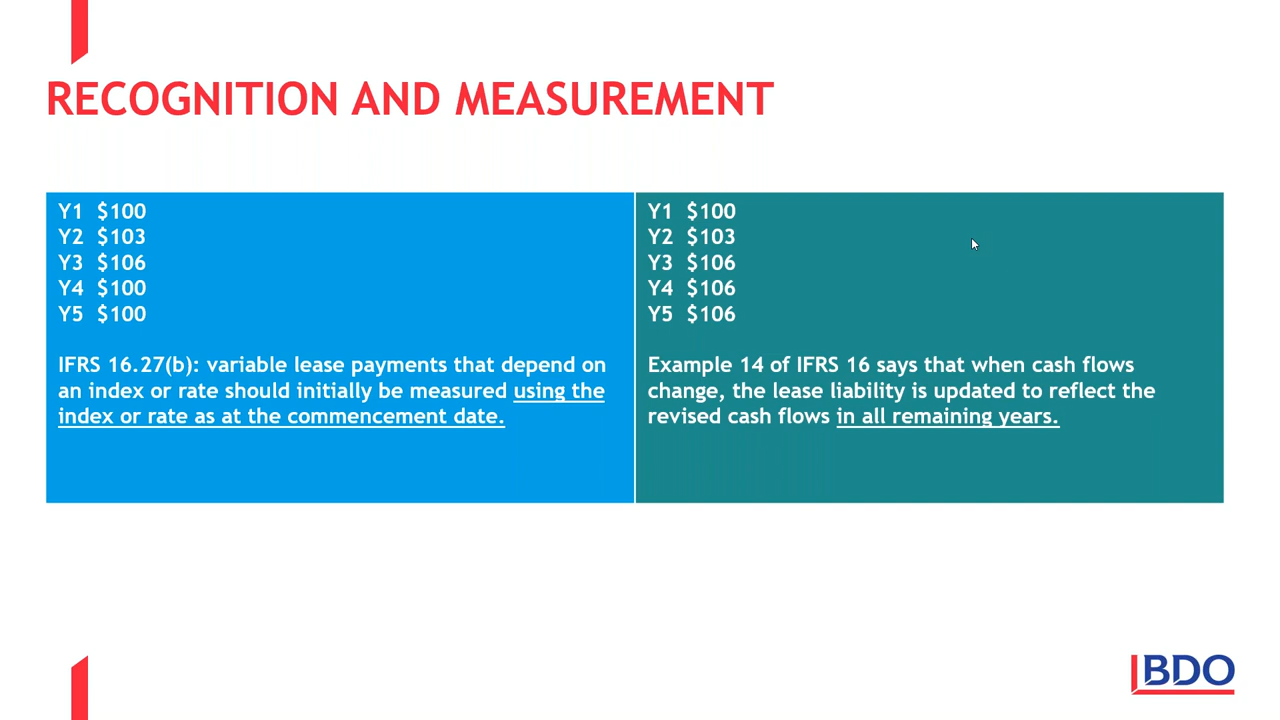 RECOGNITION AND MEASUREMENT
Y1 $100
Y2 $103
Y3 $106
Y4 $100
Y5 $100
IFRS 16.27(b): variable lease payments that depend on
an index or rate should initially be measured using the
index or rate as at the commencement date.
Y1 $100
Y2 $103
Y3 $106
Y4 $106
Y5 $106
Example 14 of IFRS 16 says that when cash flows
change, the lease liability is updated to reflect the
revised cash flows in all remaining years.
BDO